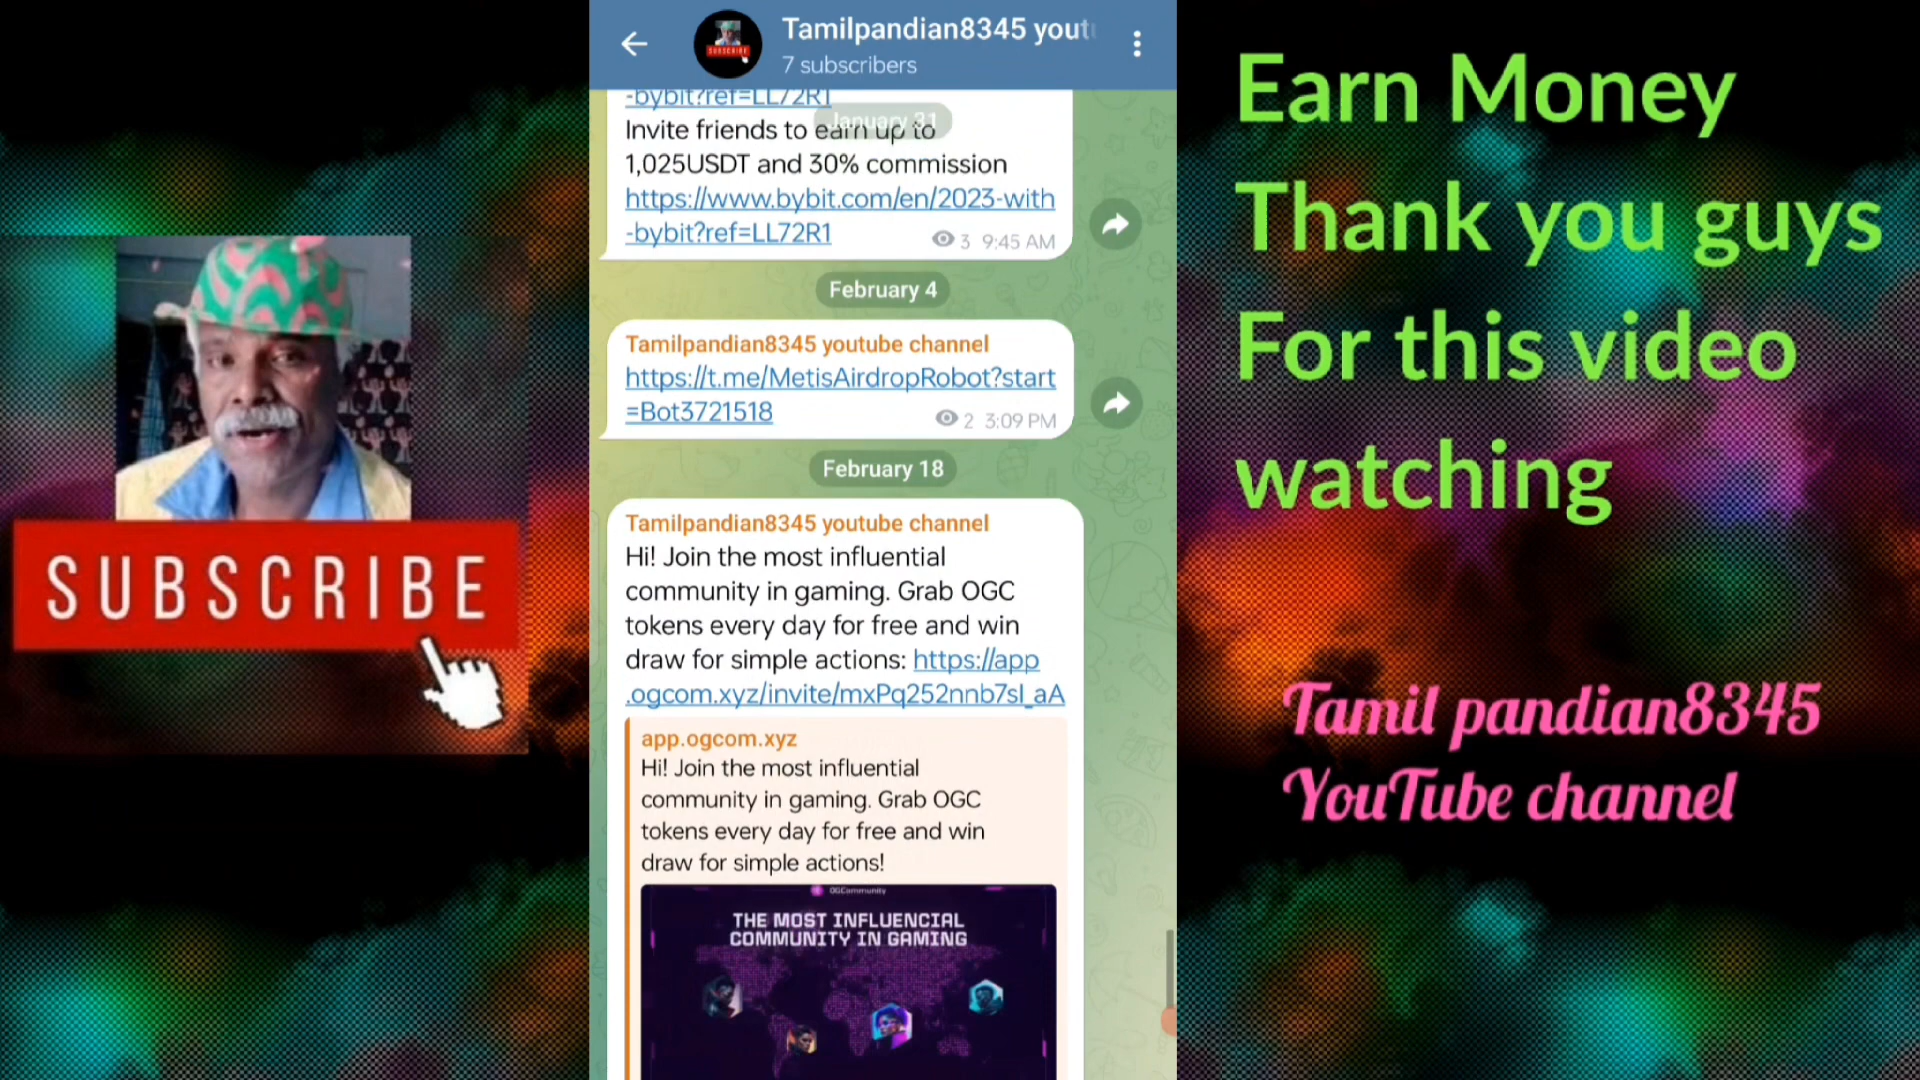 SUBSCRIBE
Tamilpandian8345 yout
7 subscribers
-bybit?ref=LL72R1
January 31
Invite friends to earn up to
1,025USDT and 30% commission
https://www.bybit.com/en/2023-with
-bybit?ref=LL72R1
3 9:45 AM
February 4
Tamilpandian8345 youtube channel
https://t.me/MetisAirdropRobot?start
=Bot3721518
2 3:09 PM
February 18
Tamilpandian8345 youtube channel
Hi! Join the most influential
community in gaming. Grab OGC
tokens every day for free and win
draw for simple actions: https://app
.ogcom.xyz/invite/mxPq252nnb7sl_aA
app.ogcom.xyz
Hi! Join the most influential
community in gaming. Grab OGC
tokens every day for free and win
draw for simple actions!
OGCommunity
THE MOST INFLUENCIAL
COMMUNITY IN GAMING
Earn Money
Thank you guys
For this video
watching
Tamil pandian8345
YouTube channel